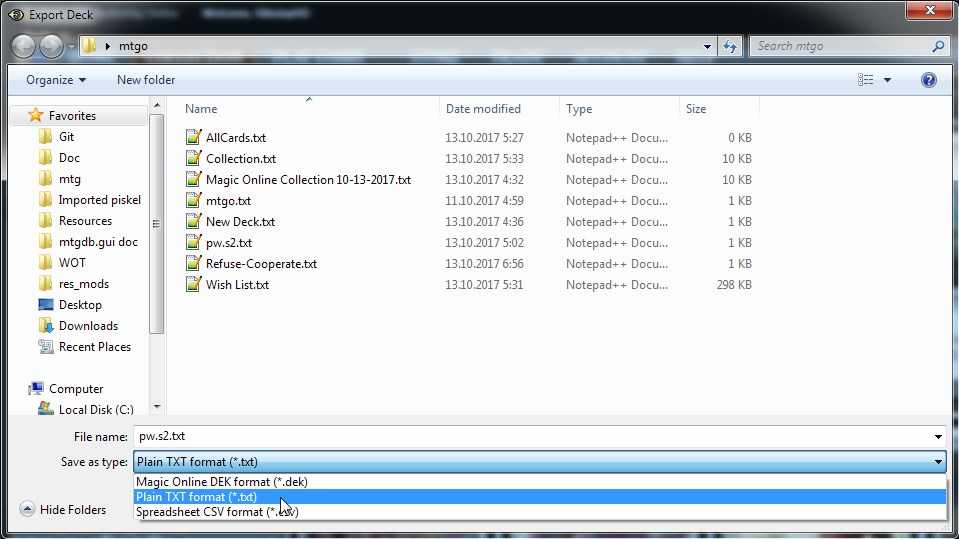 Export Deck
mtgo
Search mtgo
Organize
New folder
Name
Date modified
Type
Size
Favorites
Git
Doc
mtg
Imported piskel
Resources
mtgdb.gui doc
WOT
res_mods
Desktop
Downloads
Recent Places
Computer
Local Disk (C:)
AllCards.txt 13.10.2017 5:27 Notepad++ Docu... 0 KB
Collection.txt 13.10.2017 5:33 Notepad++ Docu... 10 KB
Magic Online Collection 10-13-2017.txt 13.10.2017 4:32 Notepad++ Docu... 10 KB
mtgo.txt 11.10.2017 4:59 Notepad++ Docu... 1 KB
New Deck.txt 13.10.2017 4:36 Notepad++ Docu... 1 KB
pw.s2.txt 13.10.2017 5:02 Notepad++ Docu... 1 KB
Refuse-Cooperate.txt 13.10.2017 6:56 Notepad++ Docu... 1 KB
Wish List.txt 13.10.2017 5:31 Notepad++ Docu... 298 KB
File name: pw.s2.txt
Save as type: Plain TXT format (*.txt)
Magic Online DEK format (*.dek)
Plain TXT format (*.txt)
Spreadsheet CSV format (*.csv)
Hide Folders